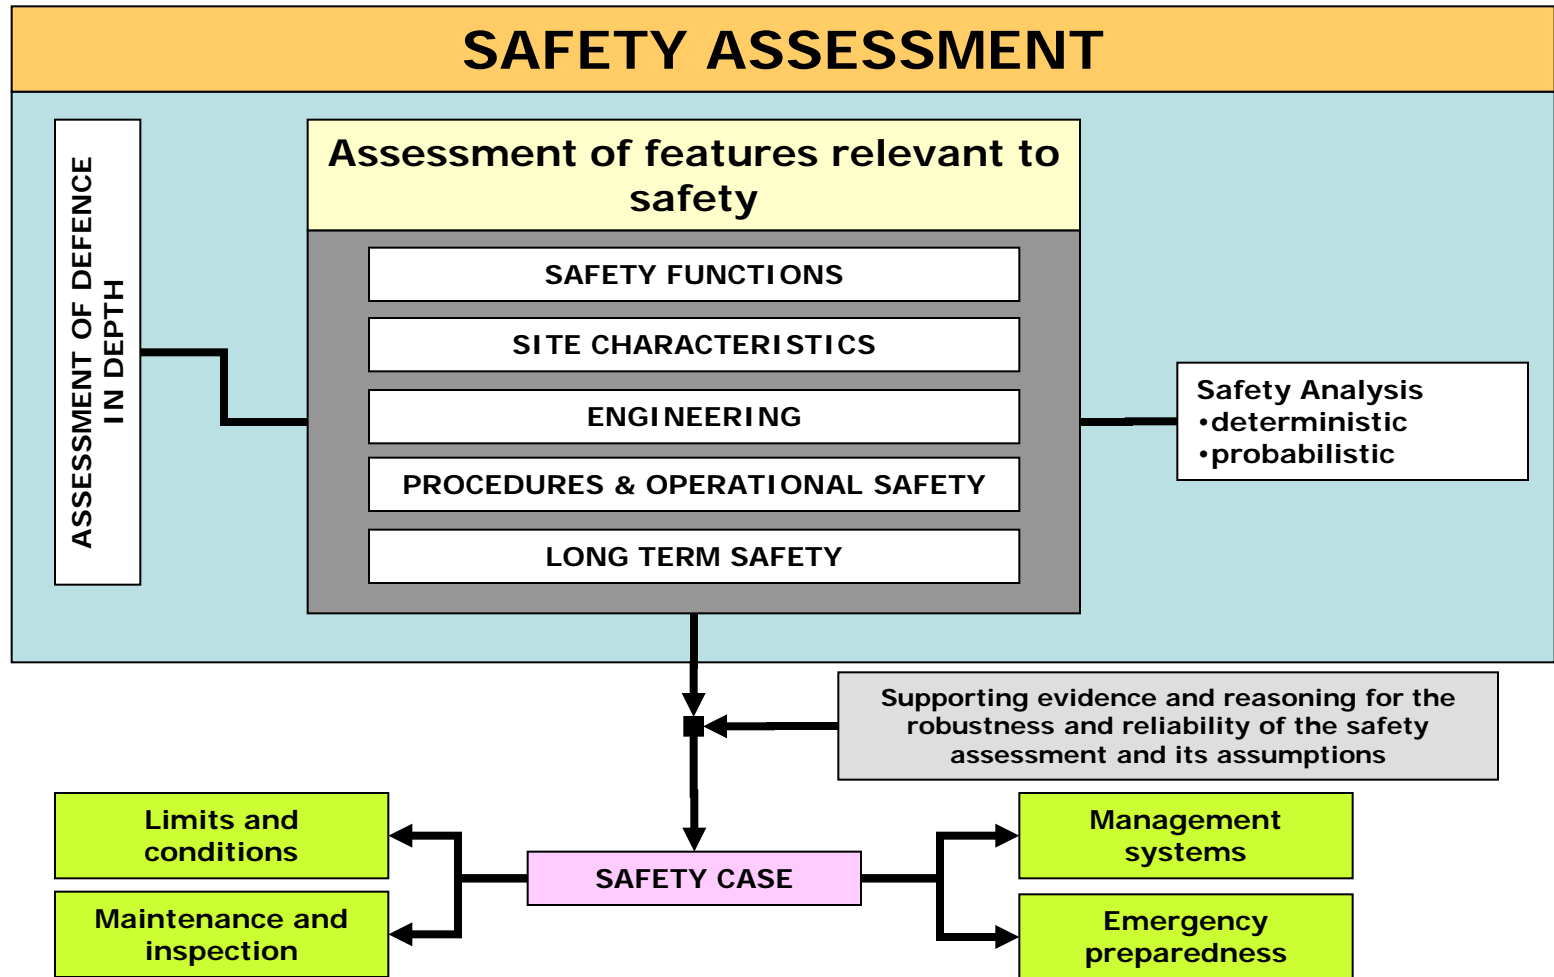 SAFETY ASSESSMENT
ASSESSMENT OF DEFENCE
IN DEPTH
Assessment of features relevant to
safety
SAFETY FUNCTIONS
SITE CHARACTERISTICS
ENGINEERING
PROCEDURES & OPERATIONAL SAFETY
LONG TERM SAFETY
Safety Analysis
•deterministic
•probabilistic
Supporting evidence and reasoning for the
robustness and reliability of the safety
assessment and its assumptions
Limits and
conditions
Maintenance and
inspection
SAFETY CASE
Management
systems
Emergency
preparedness